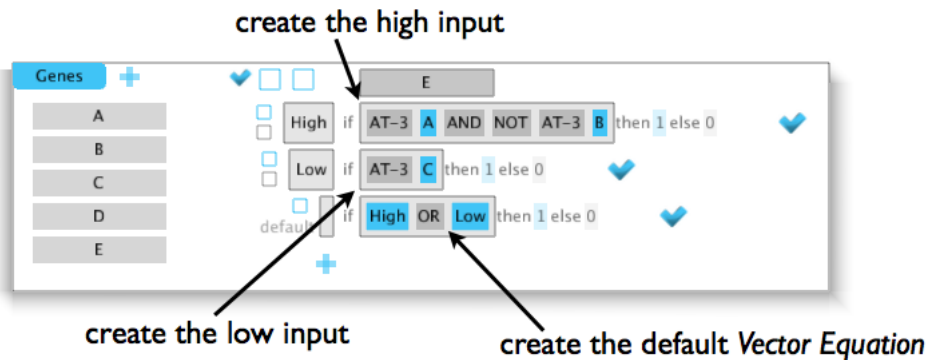 create the high input
Genes E
A High if AT-3 A AND NOT AT-3 B then 1 else 0
B
C Low if AT-3 C then 1 else 0
D default if High OR Low then 1 else 0
E
create the low input
create the default Vector Equation